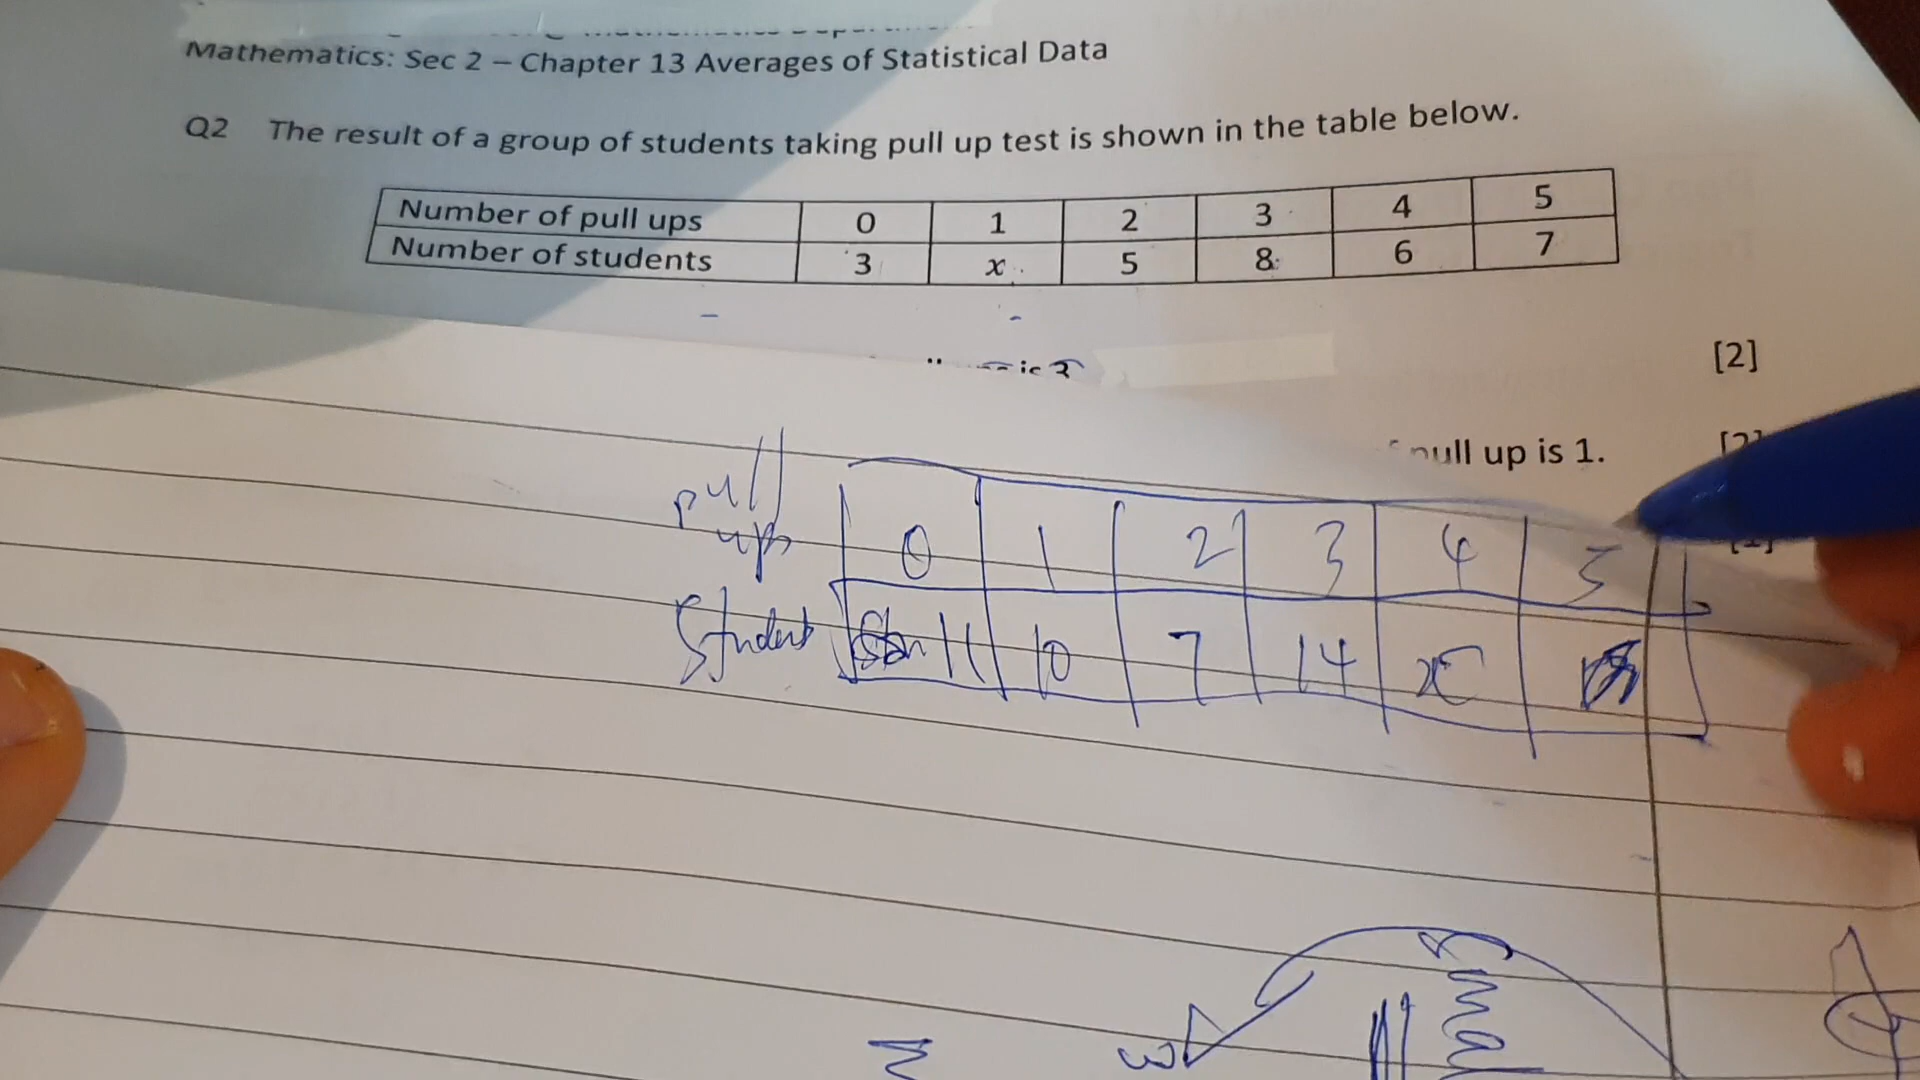 Mathematics: Sec 2 – Chapter 13 Averages of Statistical Data
Q2 The result of a group of students taking pull up test is shown in the table below.
Number of pull ups 0 1 2 3 4 5
Number of students 3 x 5 8 6 7
[2]
pull up is 1.
pull ups 0 1 2 3 4 5
Student 11 10 7 14 x